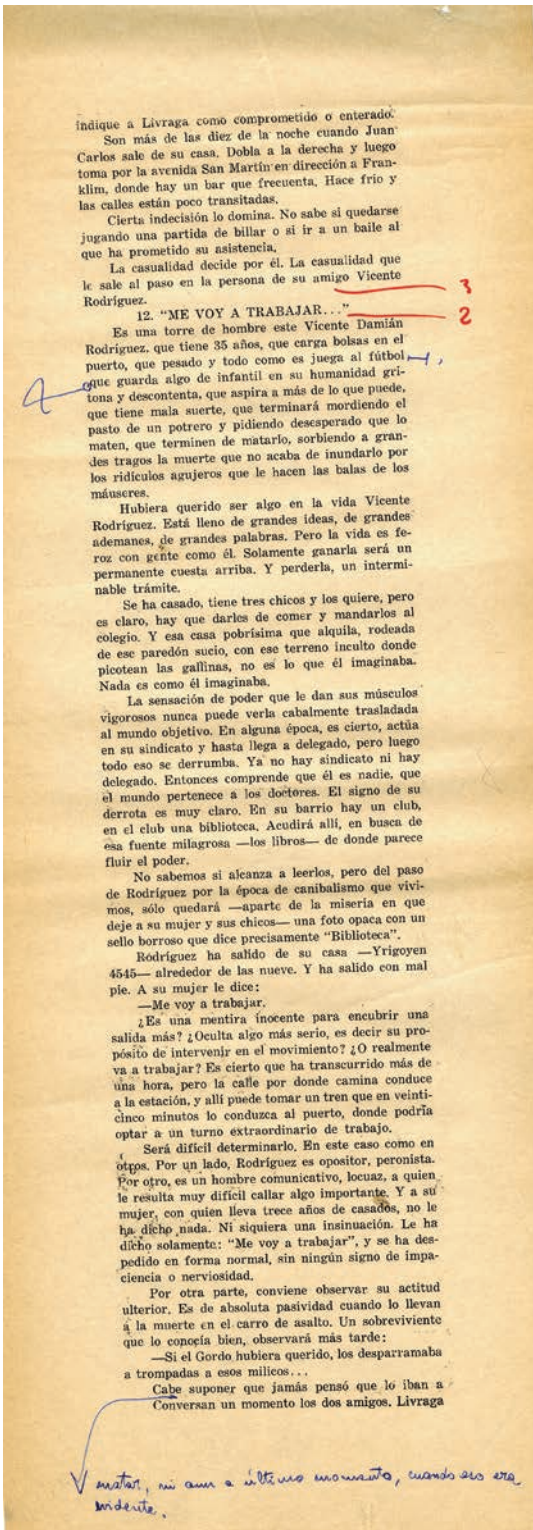 indique a Livraga como comprometido o enterado.
Son más de las diez de la noche cuando Juan
Carlos sale de su casa. Dobla a la derecha y luego
toma por la avenida San Martín en dirección a Fran-
klim, donde hay un bar que frecuenta. Hace frío y
las calles están poco transitadas.
Cierta indecisión lo domina. No sabe si quedarse
jugando una partida de billar o si ir a un baile al
que ha prometido su asistencia.
La casualidad decide por él. La casualidad que
le sale al paso en la persona de su amigo Vicente
Rodríguez.
3
12. "ME VOY A TRABAJAR..."
2
Es una torre de hombre este Vicente Damián
Rodríguez, que tiene 35 años, que carga bolsas en el
puerto, que pesado y todo como es juega al fútbol
que guarda algo de infantil en su humanidad gri-
tona y descontenta, que aspira a más de lo que puede,
que tiene mala suerte, que terminará mordiendo el
pasto de un potrero y pidiendo desesperado que lo
maten, que terminen de matarlo, sorbiendo a gran-
des tragos la muerte que no acaba de inundarlo por
los ridículos agujeros que le hacen las balas de los
máuseres.
Hubiera querido ser algo en la vida Vicente
Rodríguez. Está lleno de grandes ideas, de grandes
ademanes, de grandes palabras. Pero la vida es fe-
roz con gente como él. Solamente ganarla será un
permanente cuesta arriba. Y perderla, un intermi-
nable trámite.
Se ha casado, tiene tres chicos y los quiere, pero
es claro, hay que darles de comer y mandarlos al
colegio. Y esa casa pobrísima que alquila, rodeada
de ese paredón sucio, con ese terreno inculto donde
picotean las gallinas, no es lo que él imaginaba.
Nada es como él imaginaba.
La sensación de poder que le dan sus músculos
vigorosos nunca puede verla cabalmente trasladada
al mundo objetivo. En alguna época, es cierto, actúa
en su sindicato y hasta llega a delegado, pero luego
todo eso se derrumba. Ya no hay sindicato ni hay
delegado. Entonces comprende que él es nadie, que
el mundo pertenece a los doctores. El signo de su
derrota es muy claro. En su barrio hay un club,
en el club una biblioteca. Acudirá allí, en busca de
esa fuente milagrosa —los libros— de donde parece
fluir el poder.
No sabemos si alcanza a leerlos, pero del paso
de Rodríguez por la época de canibalismo que vivi-
mos, sólo quedará —aparte de la miseria en que
deje a su mujer y sus chicos— una foto opaca con un
sello borroso que dice precisamente "Biblioteca".
Rodríguez ha salido de su casa —Yrigoyen
4545— alrededor de las nueve. Y ha salido con mal
pie. A su mujer le dice:
—Me voy a trabajar.
¿Es una mentira inocente para encubrir una
salida más? ¿Oculta algo más serio, es decir su pro-
pósito de intervenir en el movimiento? ¿O realmente
va a trabajar? Es cierto que ha transcurrido más de
una hora, pero la calle por donde camina conduce
a la estación, y allí puede tomar un tren que en veinti-
cinco minutos lo conduzca al puerto, donde podría
optar a un turno extraordinario de trabajo.
Será difícil determinarlo. En este caso como en
otros. Por un lado, Rodríguez es opositor, peronista.
Por otro, es un hombre comunicativo, locuaz, a quien
le resulta muy difícil callar algo importante. Y a su
mujer, con quien lleva trece años de casados, no le
ha dicho nada. Ni siquiera una insinuación. Le ha
dicho solamente: "Me voy a trabajar", y se ha des-
pedido en forma normal, sin ningún signo de impa-
ciencia o nerviosidad.
Por otra parte, conviene observar su actitud
ulterior. Es de absoluta pasividad cuando lo llevan
a la muerte en el carro de asalto. Un sobreviviente
que lo conocía bien, observará más tarde:
—Si el Gordo hubiera querido, los desparramaba
a trompadas a esos milicos...
Cabe suponer que jamás pensó que lo iban a
Conversan un momento los dos amigos. Livraga
matar, ni aun a último momento, cuando eso era
evidente.